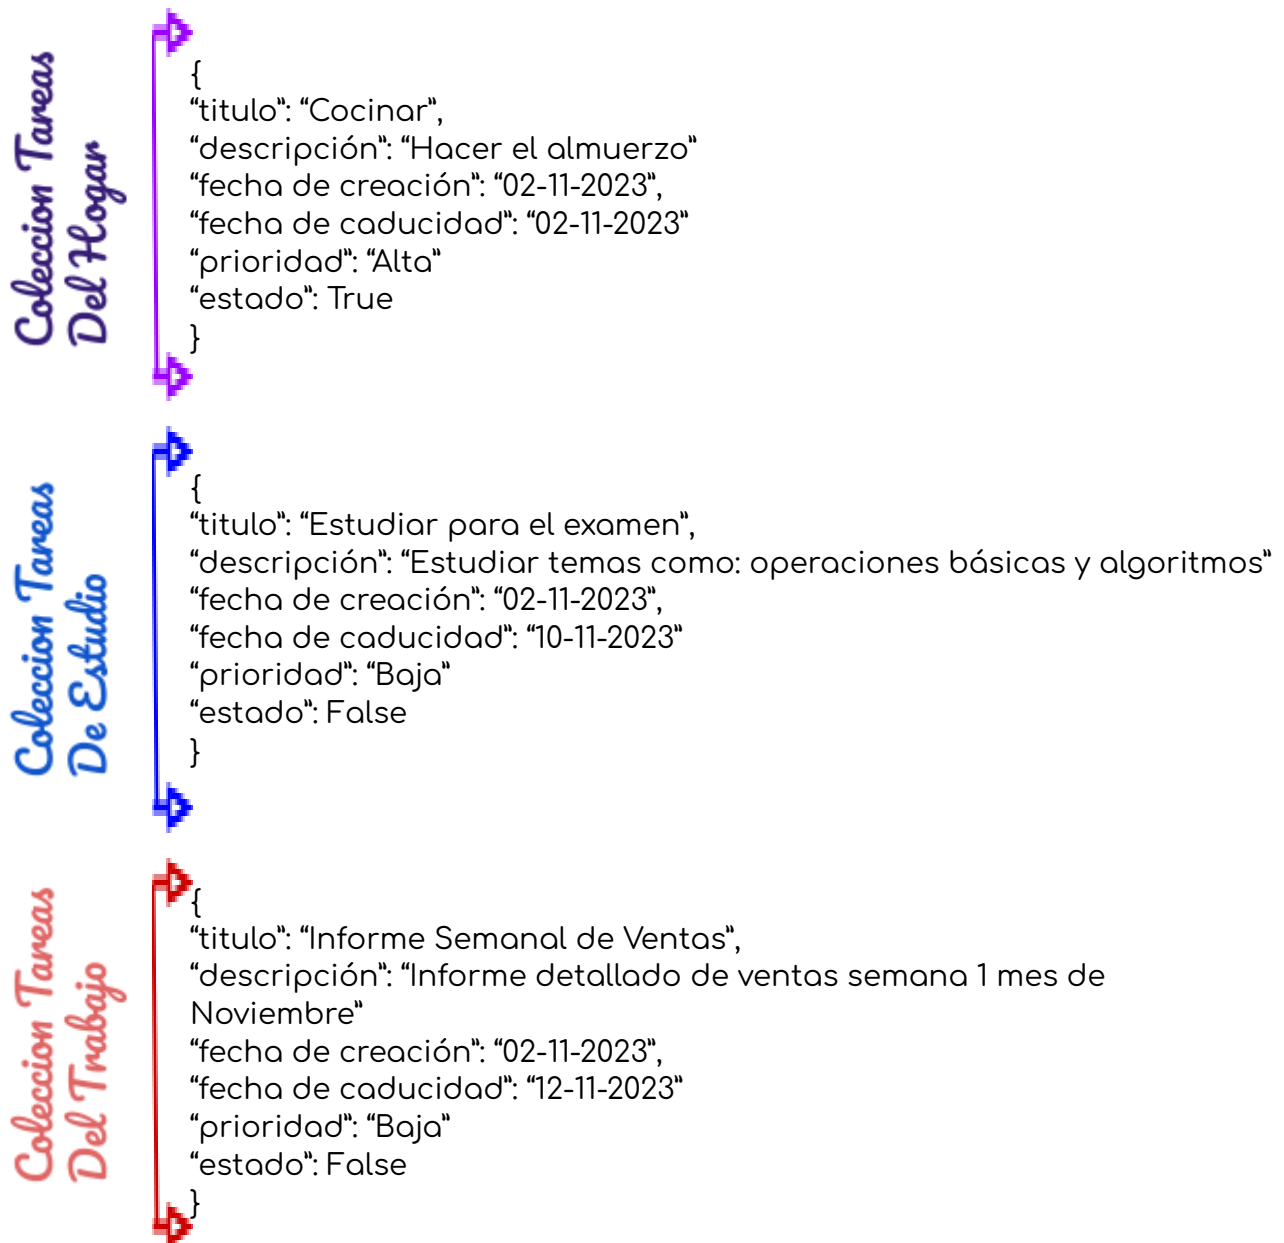 Coleccion Tareas
Del Hogar
{
“titulo”: “Cocinar”,
“descripción”: “Hacer el almuerzo”
“fecha de creación”: “02-11-2023”,
“fecha de caducidad”: “02-11-2023”
“prioridad”: “Alta”
“estado”: True
}
Coleccion Tareas
De Estudio
{
“titulo”: “Estudiar para el examen”,
“descripción”: “Estudiar temas como: operaciones básicas y algoritmos”
“fecha de creación”: “02-11-2023”,
“fecha de caducidad”: “10-11-2023”
“prioridad”: “Baja”
“estado”: False
}
Coleccion Tareas
Del Trabajo
{
“titulo”: “Informe Semanal de Ventas”,
“descripción”: “Informe detallado de ventas semana 1 mes de
Noviembre”
“fecha de creación”: “02-11-2023”,
“fecha de caducidad”: “12-11-2023”
“prioridad”: “Baja”
“estado”: False
}